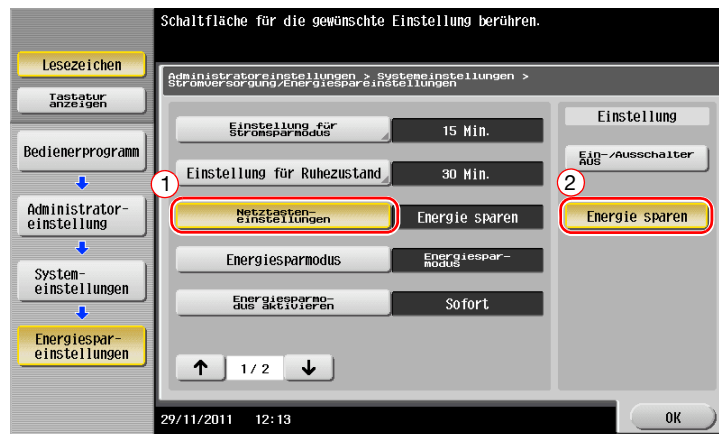 Schaltfläche für die gewünschte Einstellung berühren.
Lesezeichen
Tastatur
anzeigen
Bedienerprogramm
Administrator-
einstellung
System-
einstellungen
Energiespar-
einstellungen
Administratoreinstellungen > Systemeinstellungen >
Stromversorgung/Energiespareinstellungen
Einstellung für
Stromsparmodus
15 Min.
Einstellung für Ruhezustand
30 Min.
1
Netztasten-
einstellungen
Energie sparen
Energiesparmodus
Energiespar-
modus
Energiesparmo-
dus aktivieren
Sofort
↑ 1/2 ↓
Einstellung
Ein-/Ausschalter
AUS
2
Energie sparen
29/11/2011 12:13
OK